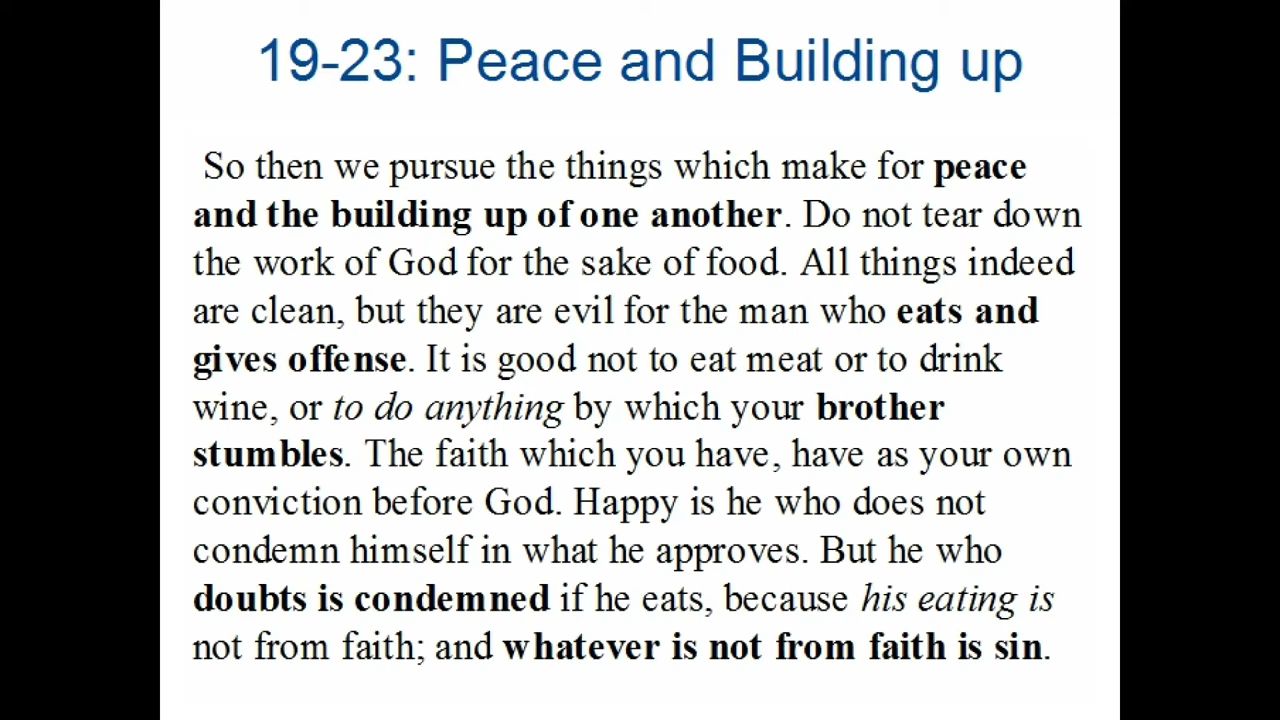 19-23: Peace and Building up
So then we pursue the things which make for peace
and the building up of one another. Do not tear down
the work of God for the sake of food. All things indeed
are clean, but they are evil for the man who eats and
gives offense. It is good not to eat meat or to drink
wine, or to do anything by which your brother
stumbles. The faith which you have, have as your own
conviction before God. Happy is he who does not
condemn himself in what he approves. But he who
doubts is condemned if he eats, because his eating is
not from faith; and whatever is not from faith is sin.